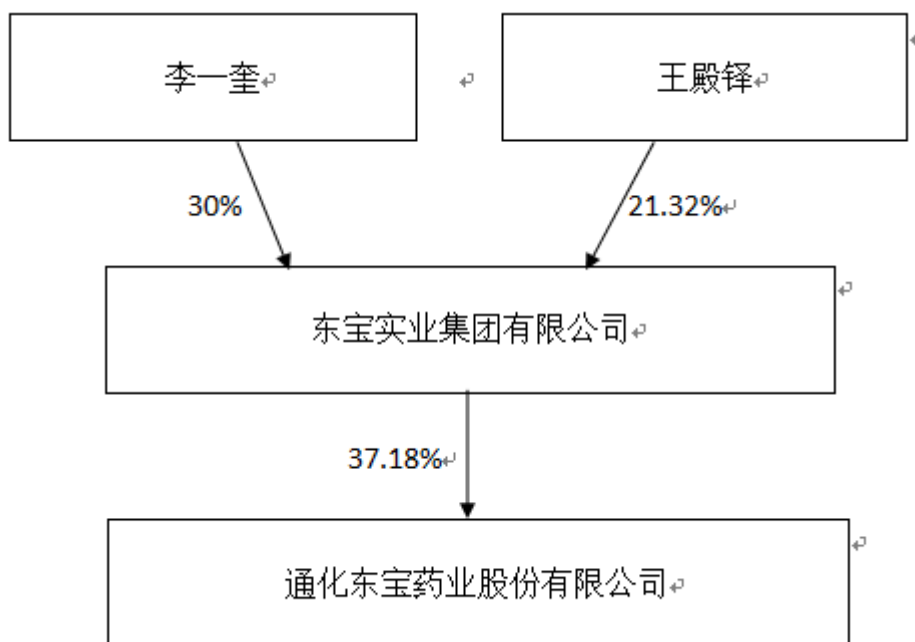 李一奎
王殿铎
30%
21.32%
东宝实业集团有限公司
37.18%
通化东宝药业股份有限公司